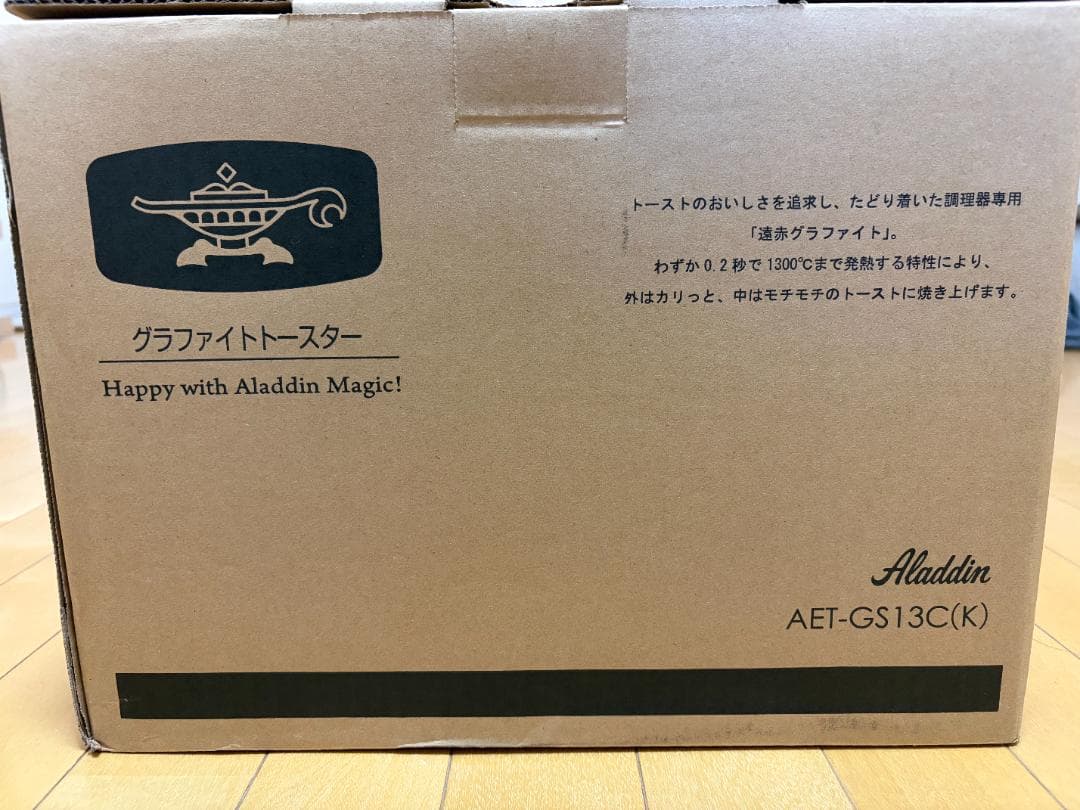 グラファイトトースター
Happy with Aladdin Magic!
トーストのおいしさを追求し、たどり着いた調理器専用
「遠赤グラファイト」。
わずか0.2秒で1300℃まで発熱する特性により、
外はカリっと、中はモチモチのトーストに焼き上げます。
Aladdin
AET-GS13C(K)